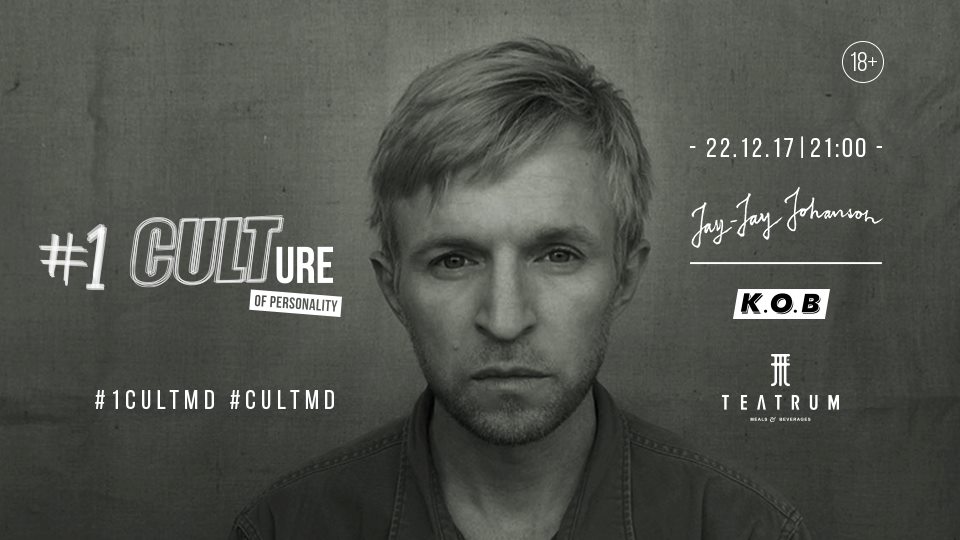 18+
- 22.12.17|21:00 -
Jay-Jay Johanson
#1 CULTURE
OF PERSONALITY
K.O.B
TEATRUM
MEALS & BEVERAGES
#1CULTMD #CULTMD